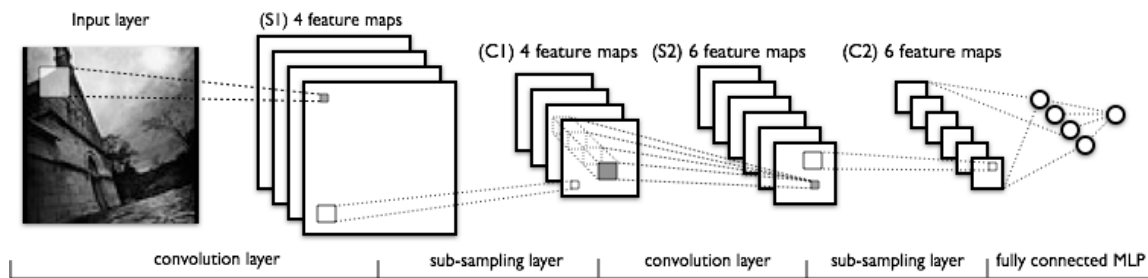 Input layer
(S1) 4 feature maps
(C1) 4 feature maps
(S2) 6 feature maps
(C2) 6 feature maps
convolution layer
sub-sampling layer
convolution layer
sub-sampling layer
fully connected MLP